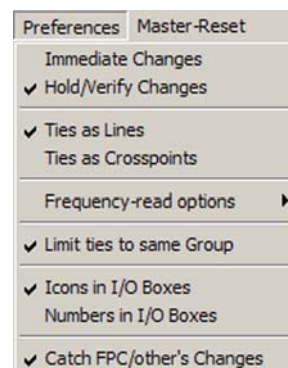 Preferences Master-Reset
Immediate Changes
Hold/Verify Changes
Ties as Lines
Ties as Crosspoints
Frequency-read options
Limit ties to same Group
Icons in I/O Boxes
Numbers in I/O Boxes
Catch FPC/other's Changes